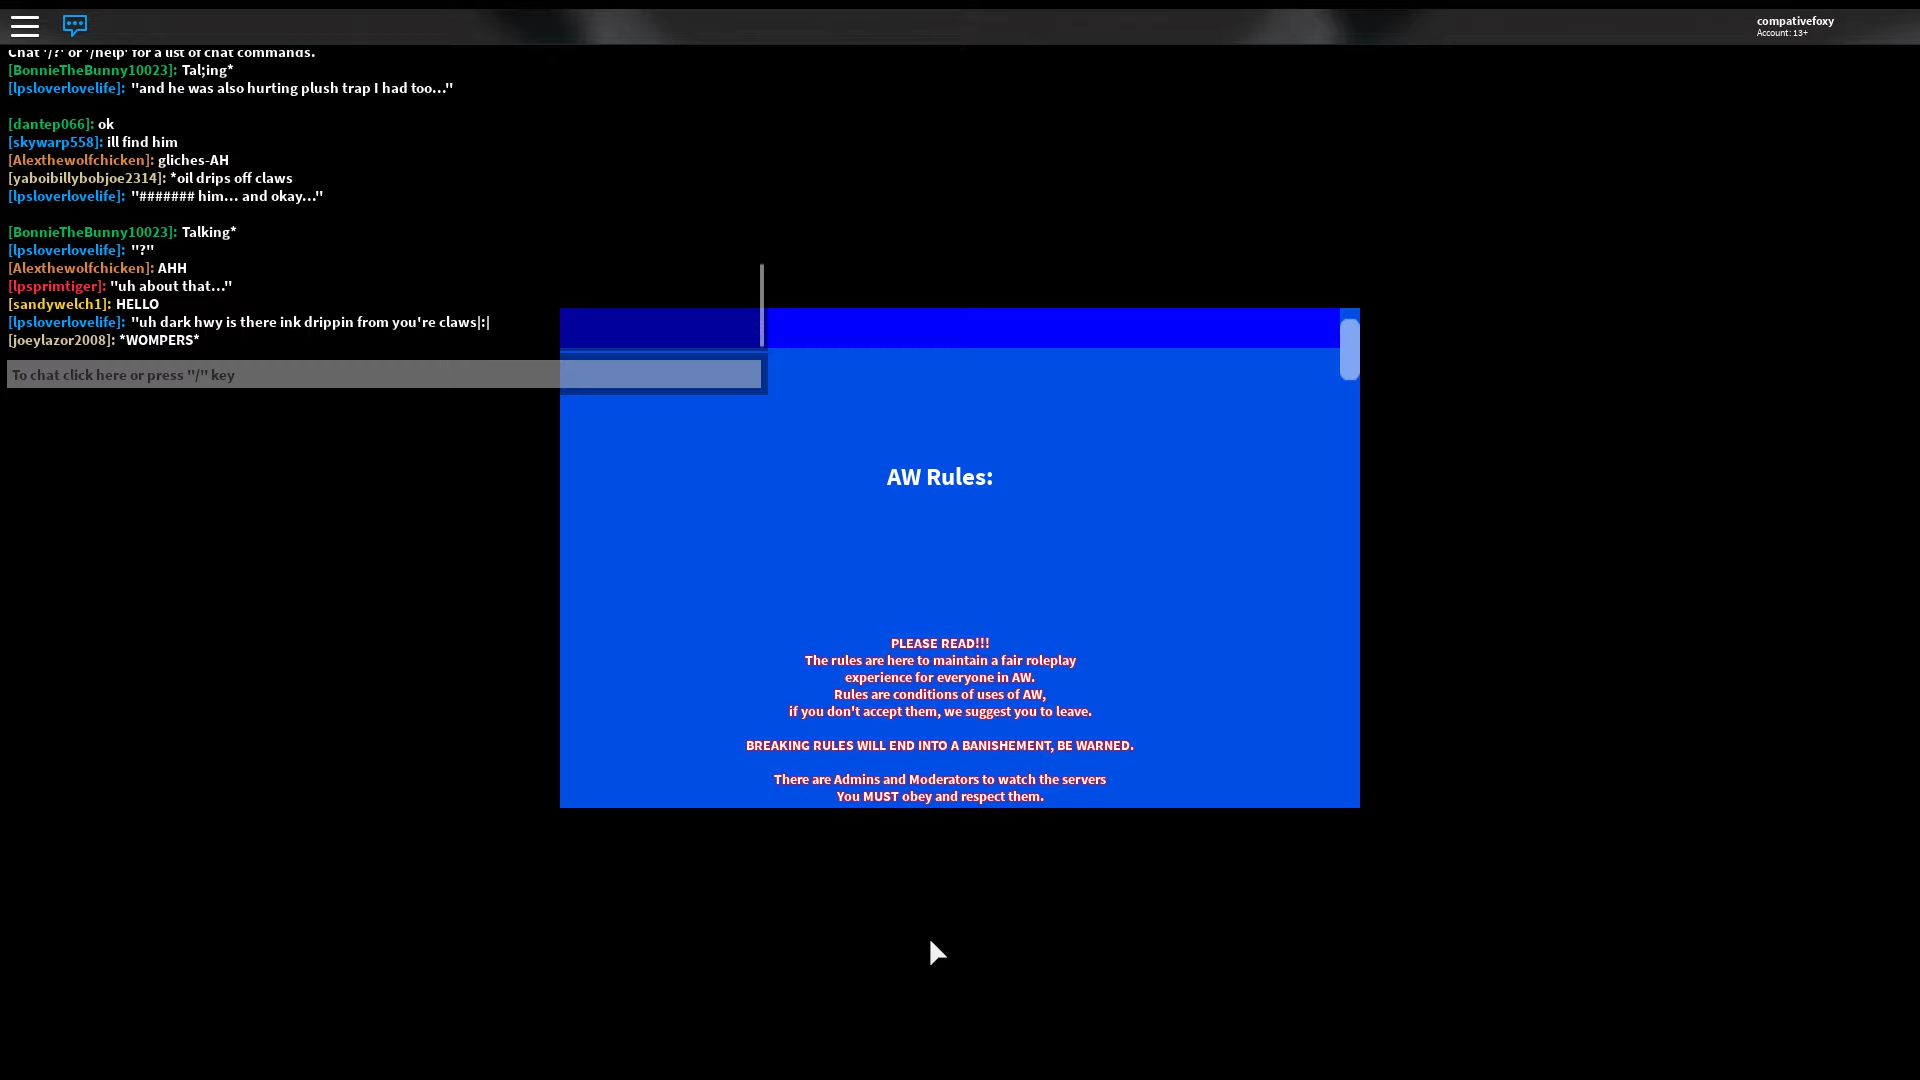 compativefoxy
Account: 13+
Chat '/?' or '/help' for a list of chat commands.
[BonnieTheBunny10023]: Tal;ing*
[lpsloverlovelife]: "and he was also hurting plush trap I had too..."
[dantep066]: ok
[skywarp558]: ill find him
[Alexthewolfchicken]: gliches-AH
[yaboibillybobjoe2314]: *oil drips off claws
[lpsloverlovelife]: "####### him... and okay..."
[BonnieTheBunny10023]: Talking*
[lpsloverlovelife]: "?"
[Alexthewolfchicken]: AHH
[lpsprimtiger]: "uh about that..."
[sandywelch1]: HELLO
[lpsloverlovelife]: "uh dark hwy is there ink drippin from you're claws|:|
[joeylazor2008]: *WOMPERS*
To chat click here or press "/" key
AW Rules:
PLEASE READ!!!
The rules are here to maintain a fair roleplay
experience for everyone in AW.
Rules are conditions of uses of AW,
if you don't accept them, we suggest you to leave.
BREAKING RULES WILL END INTO A BANISHEMENT, BE WARNED.
There are Admins and Moderators to watch the servers
You MUST obey and respect them.